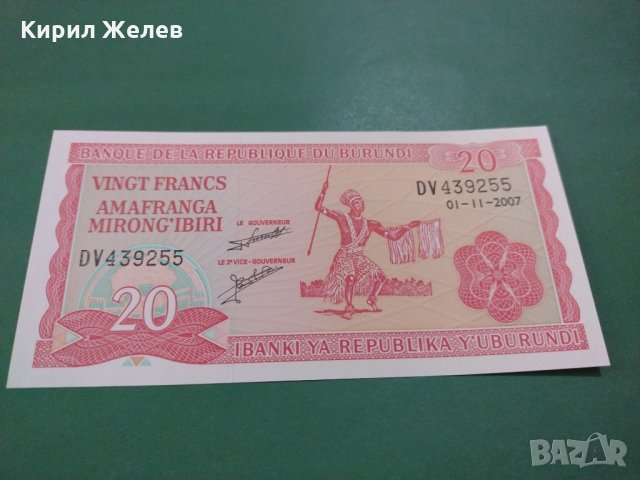 Кирил Желев
BANQUE DE LA REPUBLIQUE DU BURUNDI
20
VINGT FRANCS
AMAFRANGA
MIRONG'IBIRI
DV439255
01-11-2007
LE GOUVERNEUR
DV439255
LE 2e VICE-GOUVERNEUR
20
IBANKI YA REPUBLIKA Y'UBURUNDI
BAZAR